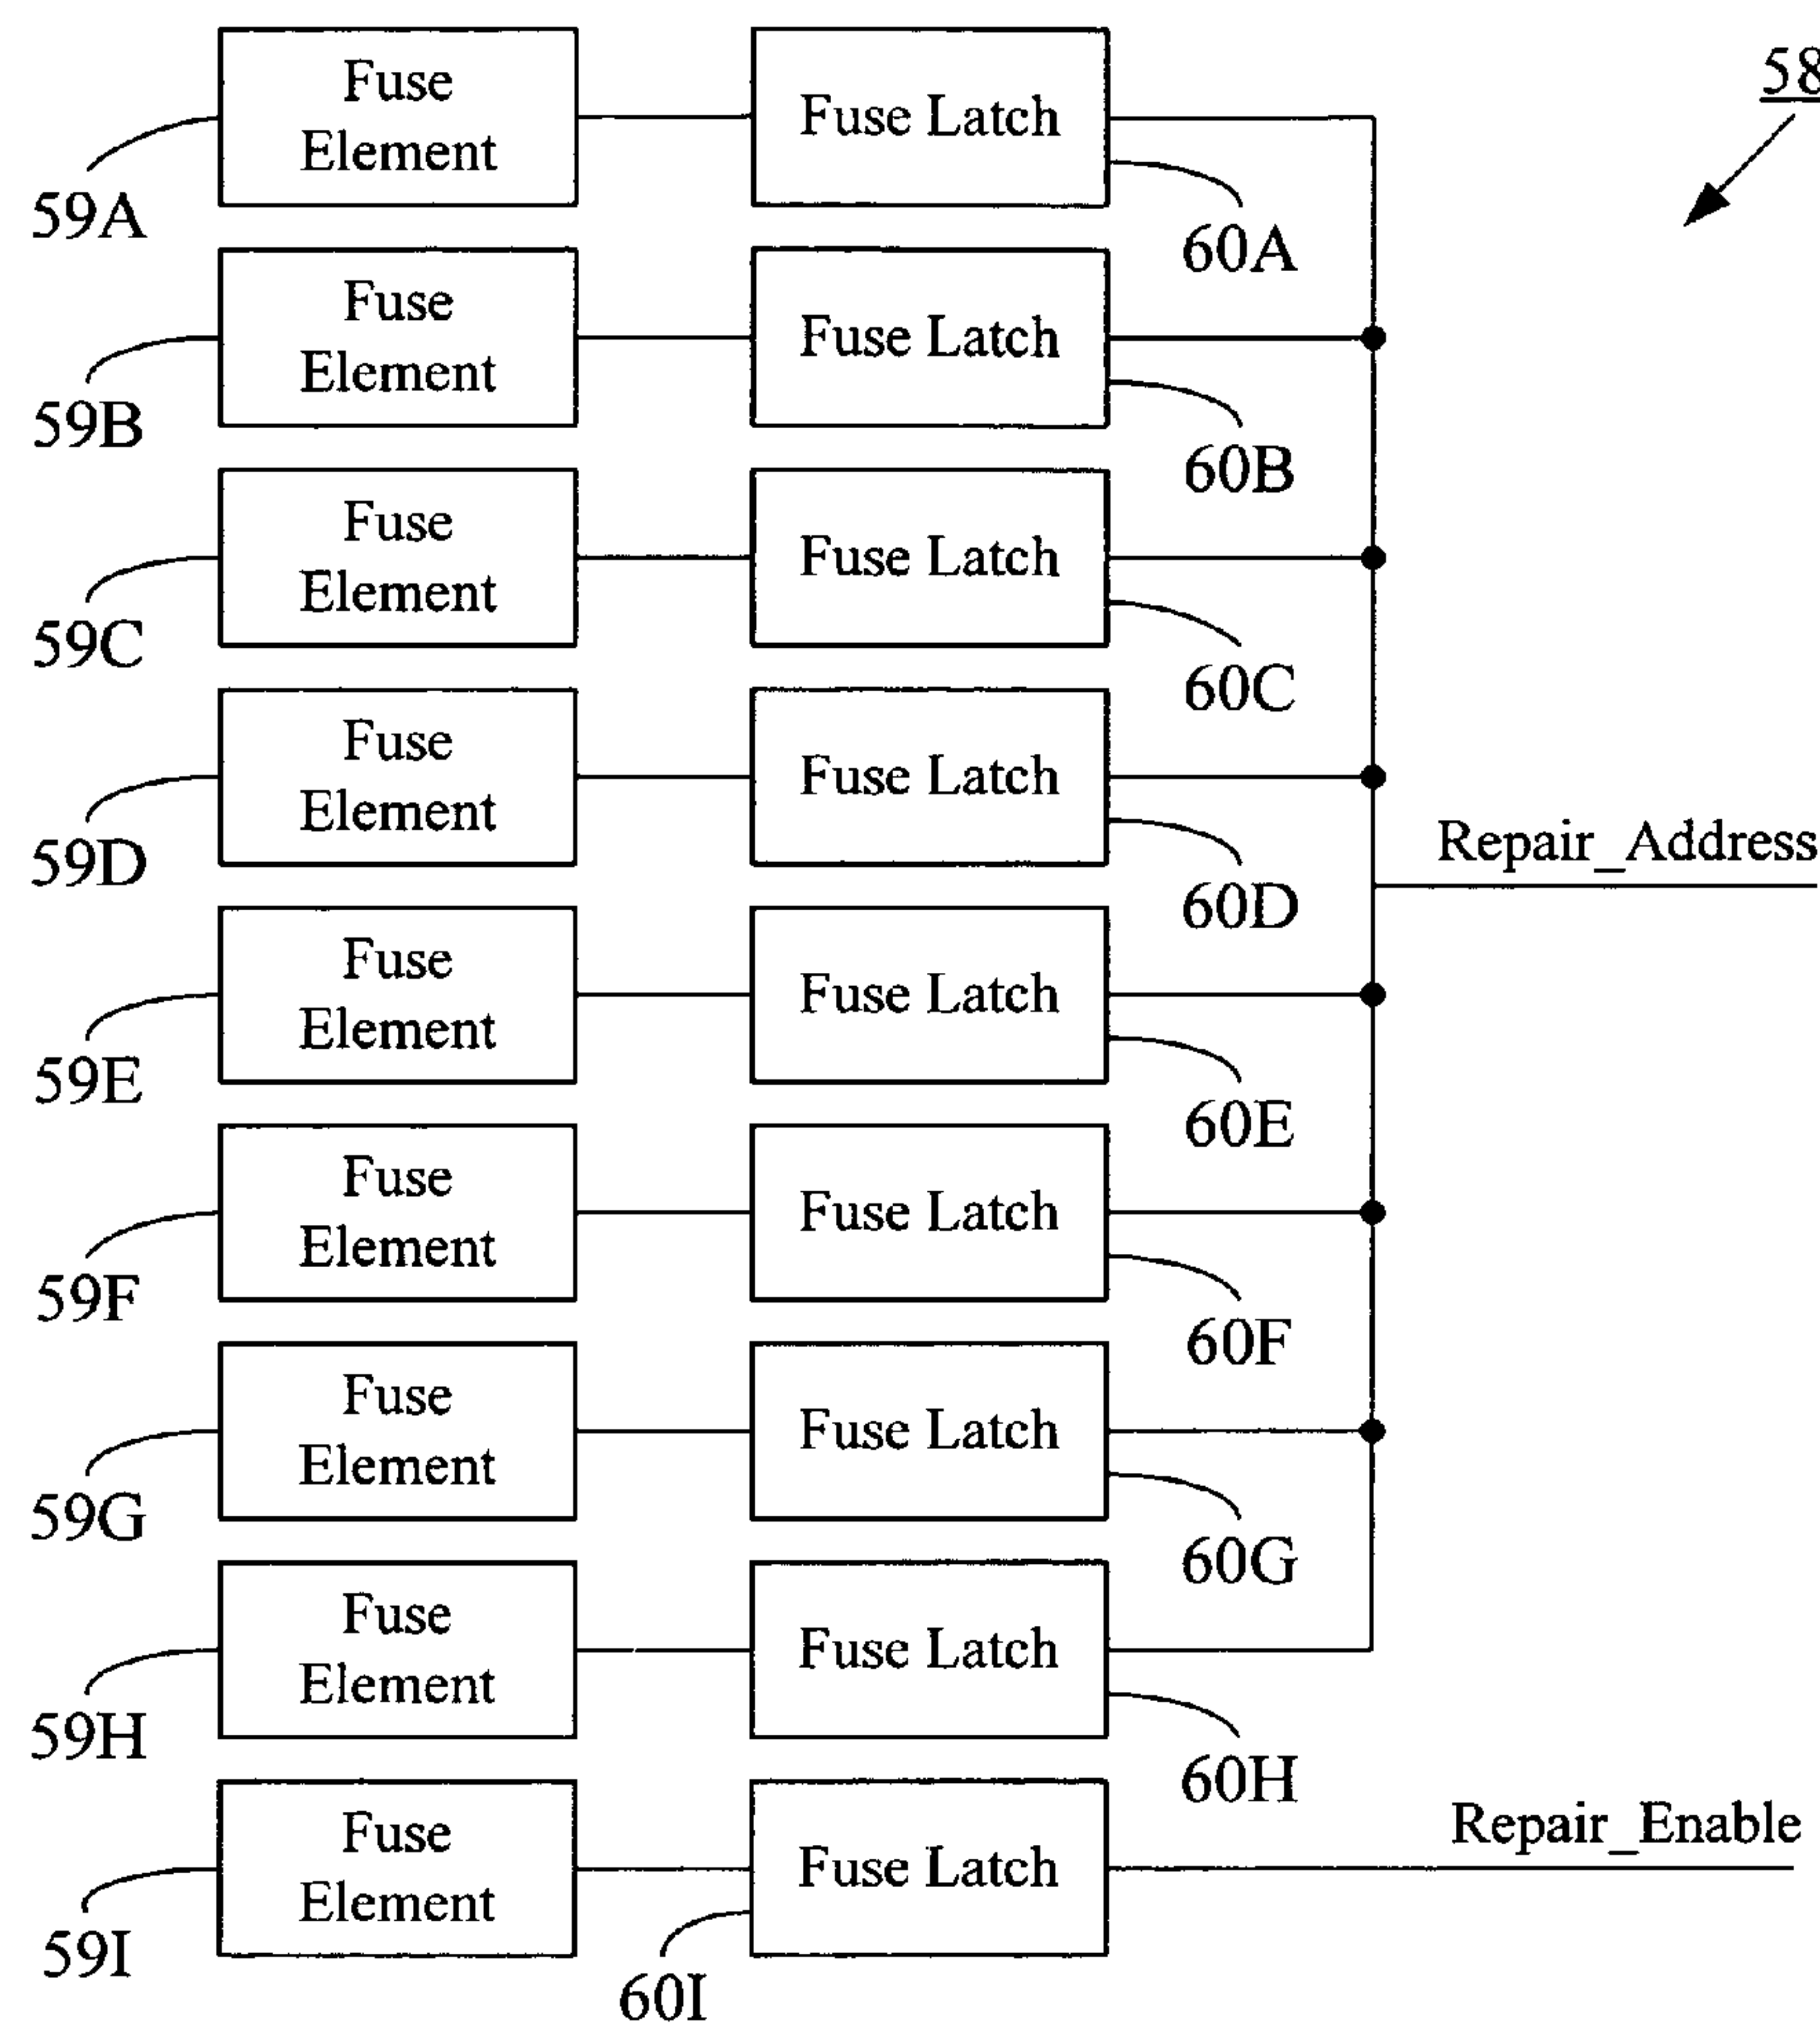 58
Fuse
Element
Fuse Latch
59A
60A
Fuse
Element
Fuse Latch
59B
60B
Fuse
Element
Fuse Latch
59C
60C
Fuse
Element
Fuse Latch
59D
60D
Repair_Address
Fuse
Element
Fuse Latch
59E
60E
Fuse
Element
Fuse Latch
59F
60F
Fuse
Element
Fuse Latch
59G
60G
Fuse
Element
Fuse Latch
59H
60H
Fuse
Element
Fuse Latch
Repair_Enable
59I
60I